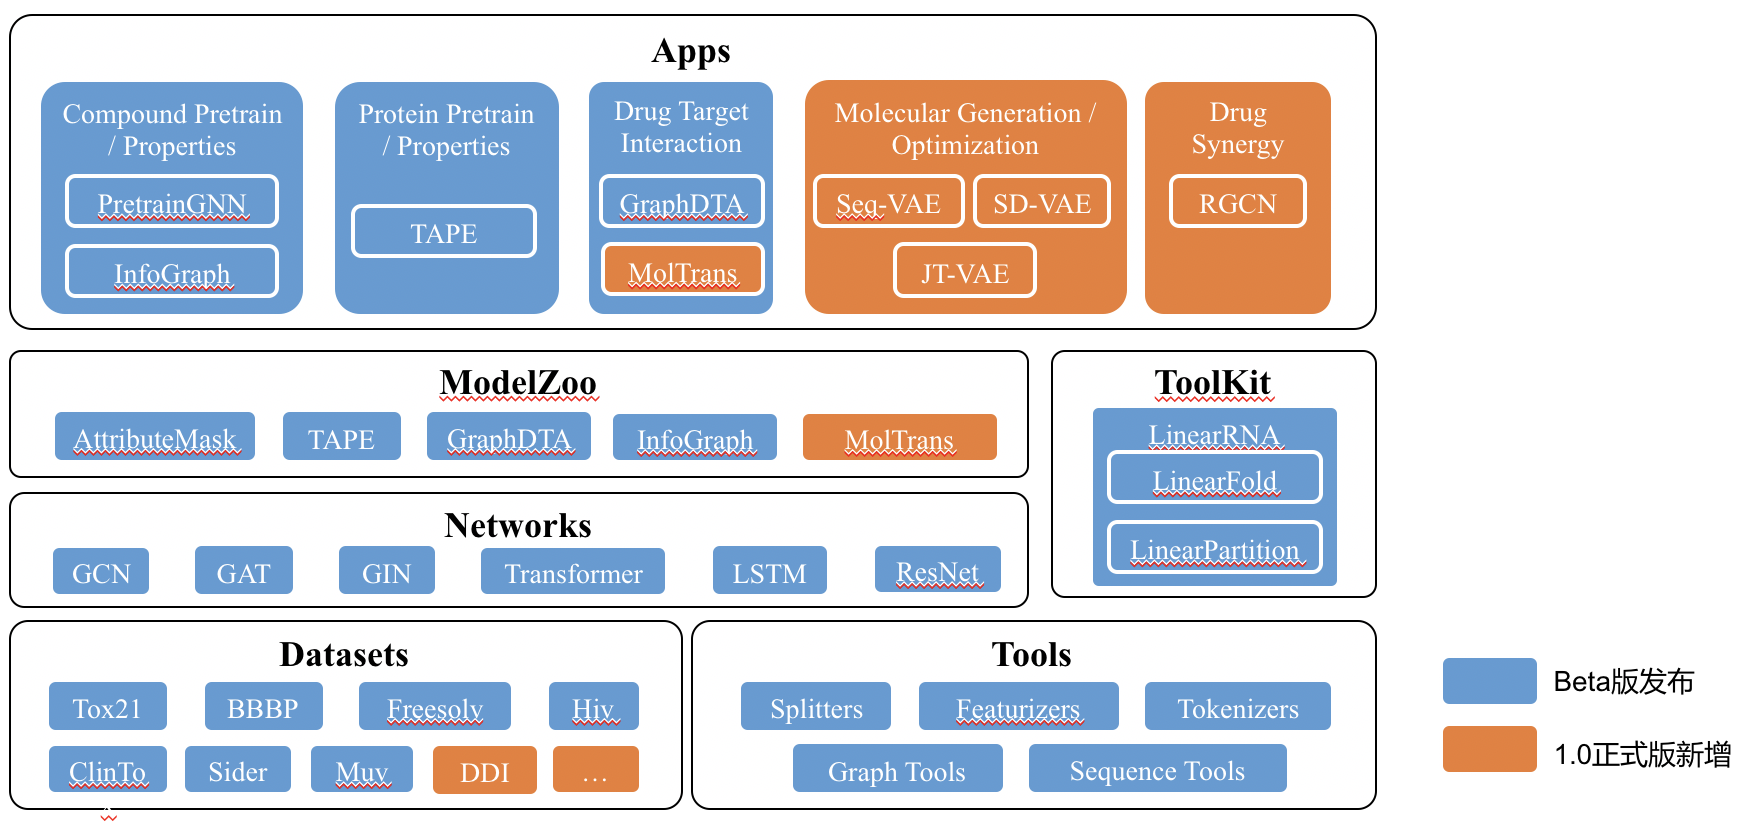 Apps
Compound Pretrain
/ Properties
PretrainGNN
InfoGraph
Protein Pretrain
/ Properties
TAPE
Drug Target
Interaction
GraphDTA
MolTrans
Molecular Generation /
Optimization
Seq-VAE
SD-VAE
JT-VAE
Drug
Synergy
RGCN
ModelZoo
AttributeMask
TAPE
GraphDTA
InfoGraph
MolTrans
ToolKit
LinearRNA
LinearFold
LinearPartition
Networks
GCN
GAT
GIN
Transformer
LSTM
ResNet
Datasets
Tox21
BBBP
Freesolv
Hiv
ClinTo
Sider
Muv
DDI
...
Tools
Splitters
Featurizers
Tokenizers
Graph Tools
Sequence Tools
Beta版发布
1.0正式版新增